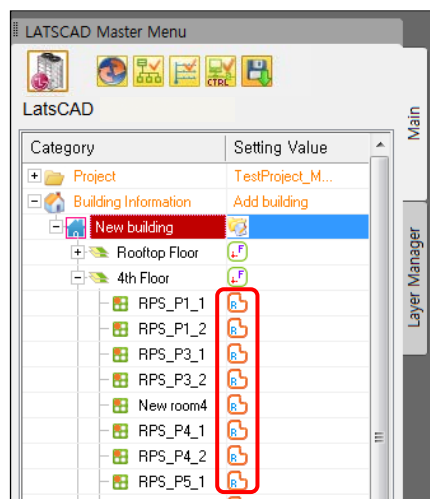 LATSCAD Master Menu
CTRL
LatsCAD
Main
Category Setting Value
Project TestProject_M...
Building Information Add building
New building
Rooftop Floor F
4th Floor F
Layer Manager
RPS_P1_1 R
RPS_P1_2 R
RPS_P3_1 R
RPS_P3_2 R
New room4 R
RPS_P4_1 R
RPS_P4_2 R
RPS_P5_1 R